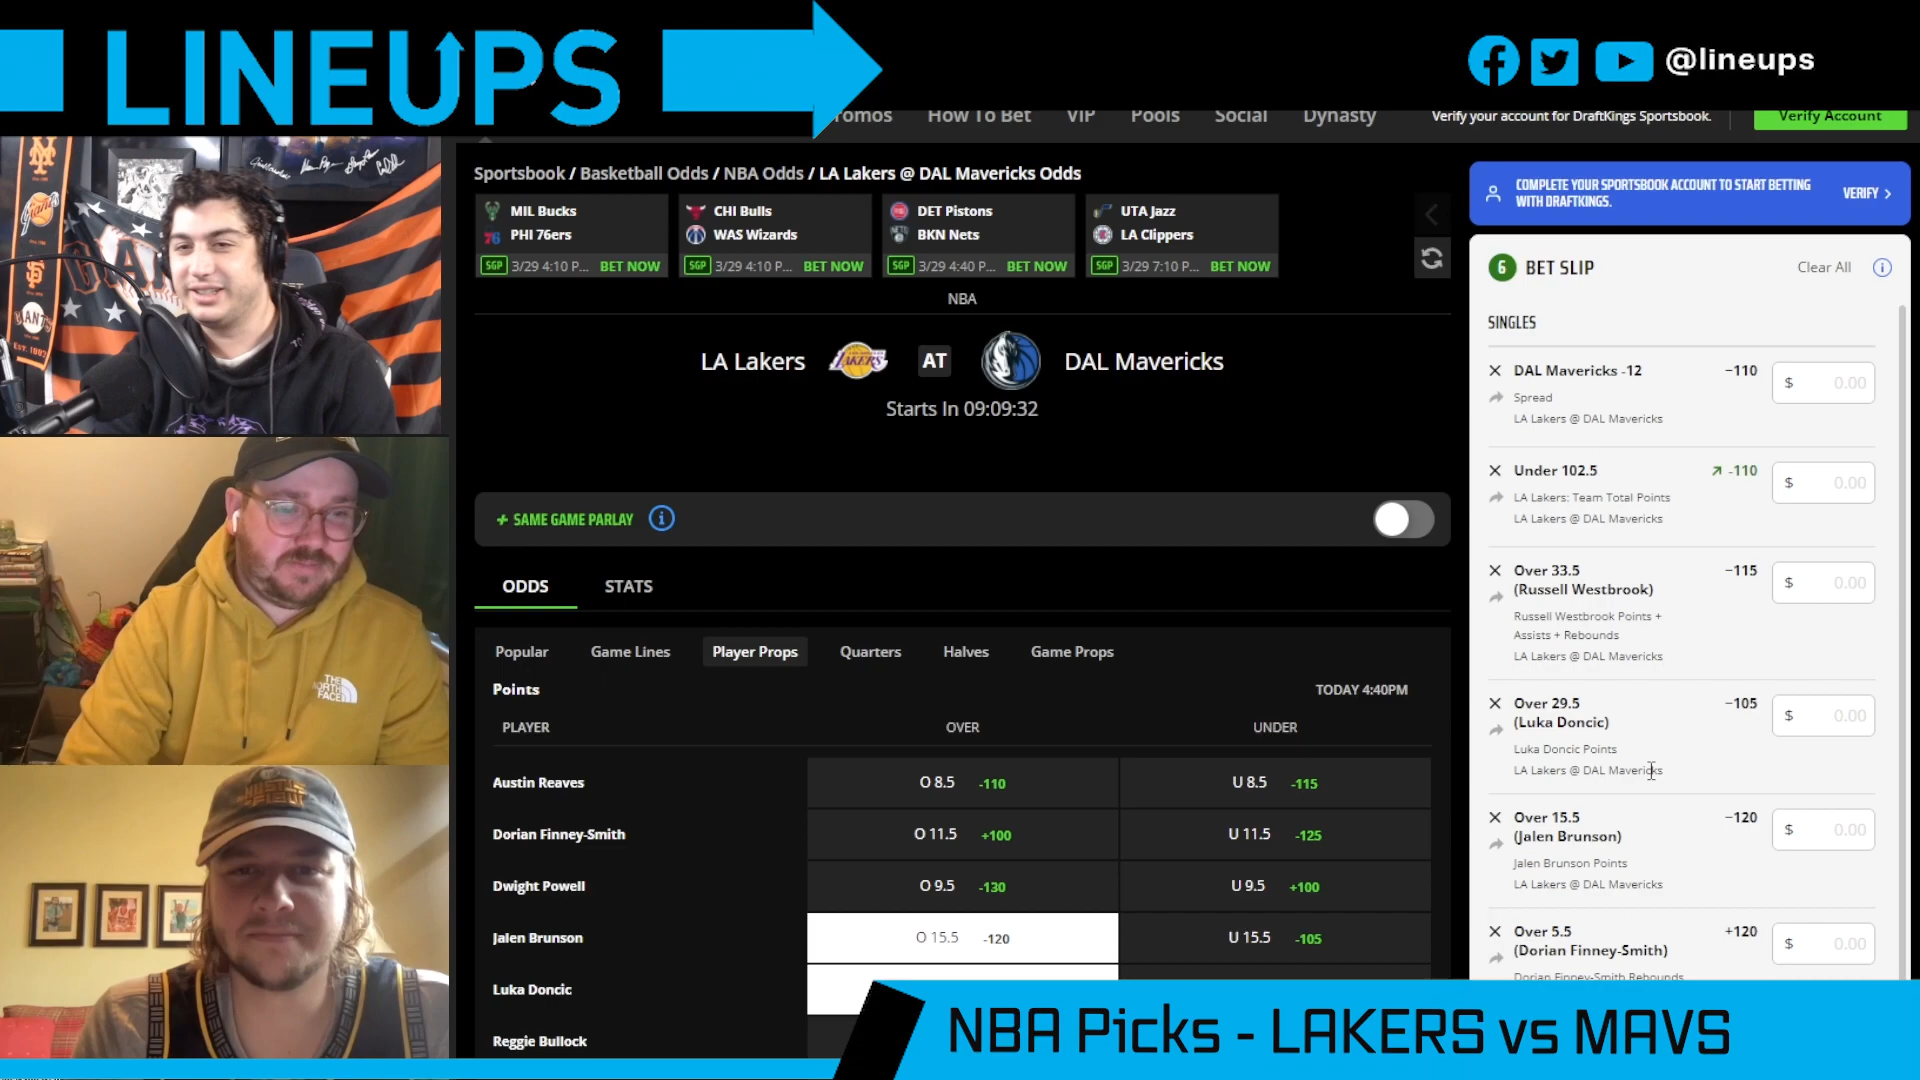 LINEUPS
@lineups
Promos How To Bet VIP Pools Social Dynasty
Verify your account for DraftKings Sportsbook.
Verify Account
Sportsbook / Basketball Odds / NBA Odds / LA Lakers @ DAL Mavericks Odds
MIL Bucks
PHI 76ers
SGP 3/29 4:10 P... BET NOW
CHI Bulls
WAS Wizards
SGP 3/29 4:10 P... BET NOW
DET Pistons
BKN Nets
SGP 3/29 4:40 P... BET NOW
UTA Jazz
LA Clippers
SGP 3/29 7:10 P... BET NOW
NBA
LA Lakers AT DAL Mavericks
Starts In 09:09:32
+ SAME GAME PARLAY
ODDS STATS
Popular Game Lines Player Props Quarters Halves Game Props
Points TODAY 4:40PM
PLAYER OVER UNDER
Austin Reaves O 8.5 -110 U 8.5 -115
Dorian Finney-Smith O 11.5 +100 U 11.5 -125
Dwight Powell O 9.5 -130 U 9.5 +100
Jalen Brunson O 15.5 -120 U 15.5 -105
Luka Doncic
Reggie Bullock
COMPLETE YOUR SPORTSBOOK ACCOUNT TO START BETTING
WITH DRAFTKINGS.
VERIFY
6 BET SLIP Clear All
SINGLES
DAL Mavericks -12 −110
$ 0.00
Spread
LA Lakers @ DAL Mavericks
Under 102.5 -110
$ 0.00
LA Lakers: Team Total Points
LA Lakers @ DAL Mavericks
Over 33.5 −115
(Russell Westbrook)
$ 0.00
Russell Westbrook Points +
Assists + Rebounds
LA Lakers @ DAL Mavericks
Over 29.5 −105
(Luka Doncic)
$ 0.00
Luka Doncic Points
LA Lakers @ DAL Mavericks
Over 15.5 −120
(Jalen Brunson)
$ 0.00
Jalen Brunson Points
LA Lakers @ DAL Mavericks
Over 5.5 +120
(Dorian Finney-Smith)
$ 0.00
Dorian Finney-Smith Rebounds
THE
NORTH
FACE
NBA Picks - LAKERS vs MAVS